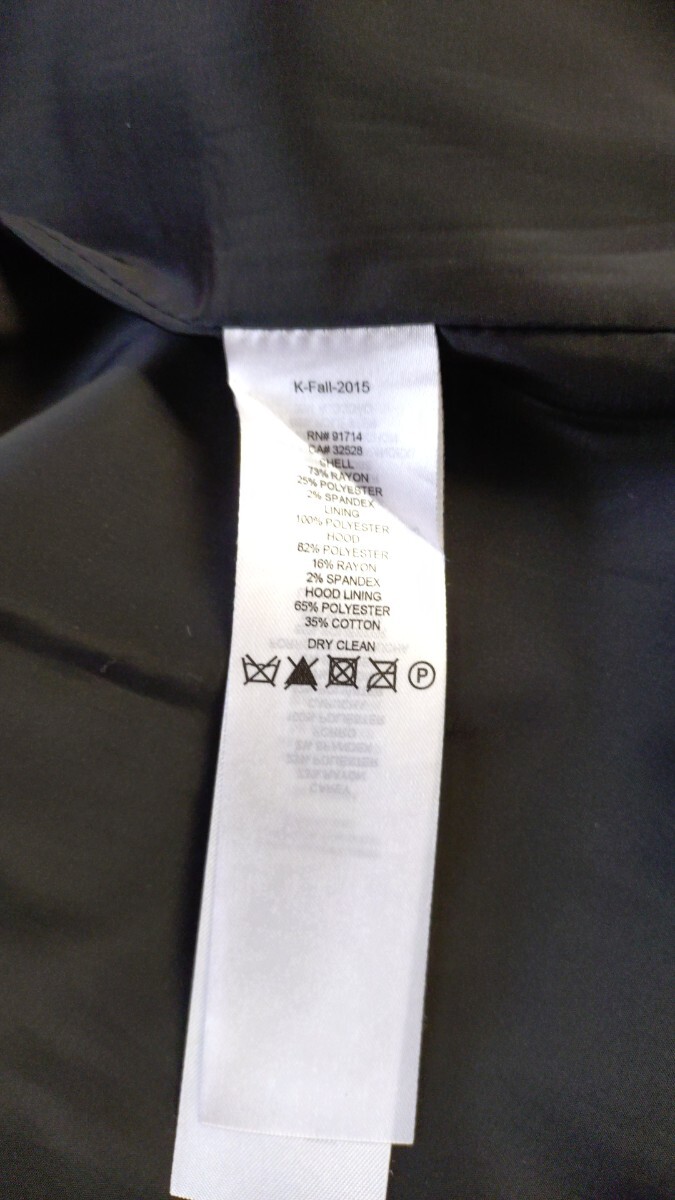 K-Fall-2015
RN# 91714
CA# 32528
SHELL
73% RAYON
25% POLYESTER
2% SPANDEX
LINING
100% POLYESTER
HOOD
82% POLYESTER
16% RAYON
2% SPANDEX
HOOD LINING
65% POLYESTER
35% COTTON
DRY CLEAN
P